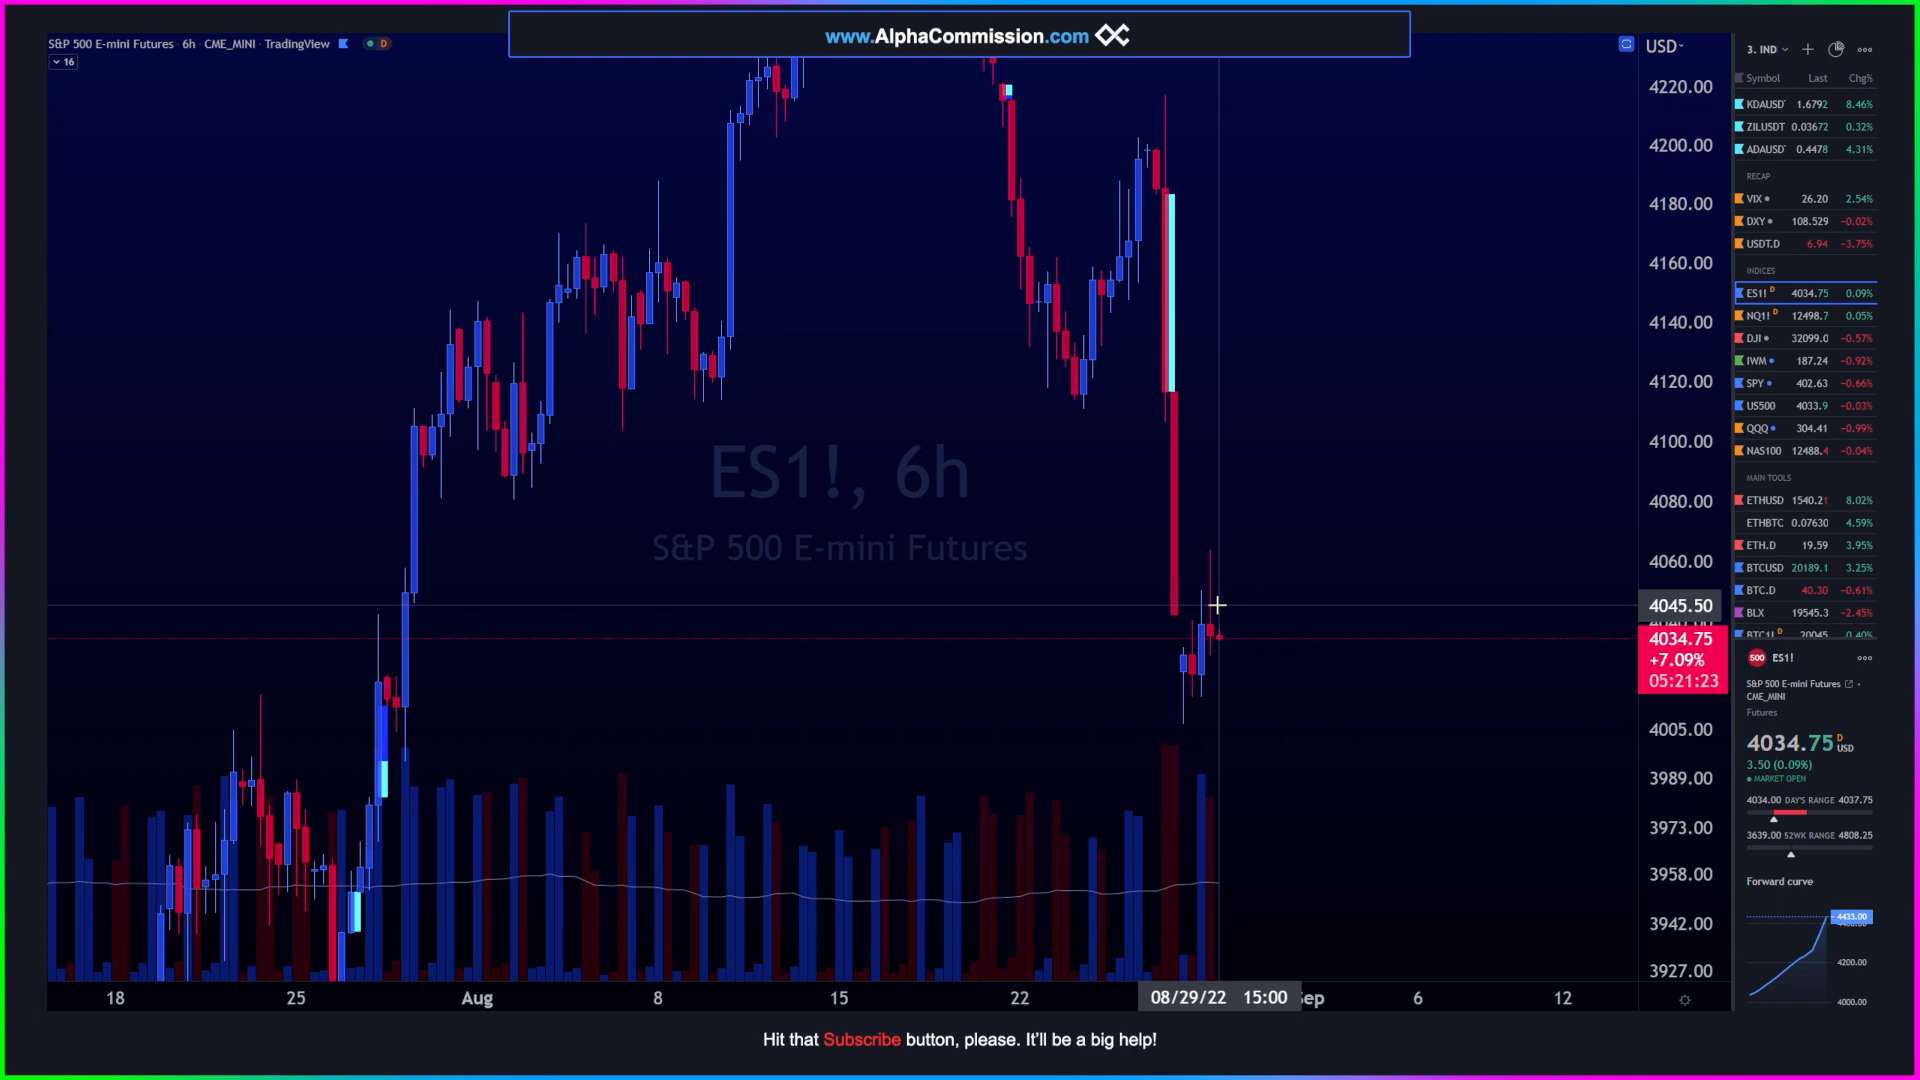 www.AlphaCommission.com
S&P 500 E-mini Futures · 6h · CME_MINI · TradingView D
16
USD
4220.00
4200.00
4180.00
4160.00
4140.00
4120.00
4100.00
4080.00
4060.00
4045.50
4034.75
+7.09%
05:21:23
4005.00
3989.00
3973.00
3958.00
3942.00
3927.00
ES1!, 6h
S&P 500 E-mini Futures
18 25 Aug 8 15 22 08/29/22 15:00 Sep 6 12
3. IND
Symbol Last Chg%
KDAUSD 1.6792 8.46%
ZILUSDT 0.03672 0.32%
ADAUSD 0.4478 4.31%
RECAP
VIX 26.20 2.54%
DXY 108.529 −0.02%
USDT.D 6.94 −3.75%
INDICES
ES1! D 4034.75 0.09%
NQ1! D 12498.7 0.05%
DJI 32099.0 −0.57%
IWM 187.24 −0.92%
SPY 402.63 −0.66%
US500 4033.9 −0.03%
QQQ 304.41 −0.99%
NAS100 12488.4 −0.04%
MAIN TOOLS
ETHUSD 1540.21 8.02%
ETHBTC 0.07630 4.59%
ETH.D 19.59 3.95%
BTCUSD 20189.1 3.25%
BTC.D 40.30 −0.61%
BLX 19545.3 −2.45%
BTC1! D 20045 0.40%
500 ES1!
S&P 500 E-mini Futures
CME_MINI
Futures
4034.75 D USD
3.50 (0.09%)
MARKET OPEN
4034.00 DAY'S RANGE 4037.75
3639.00 52WK RANGE 4808.25
Forward curve
4433.00
4200.00
4000.00
Hit that Subscribe button, please. It'll be a big help!